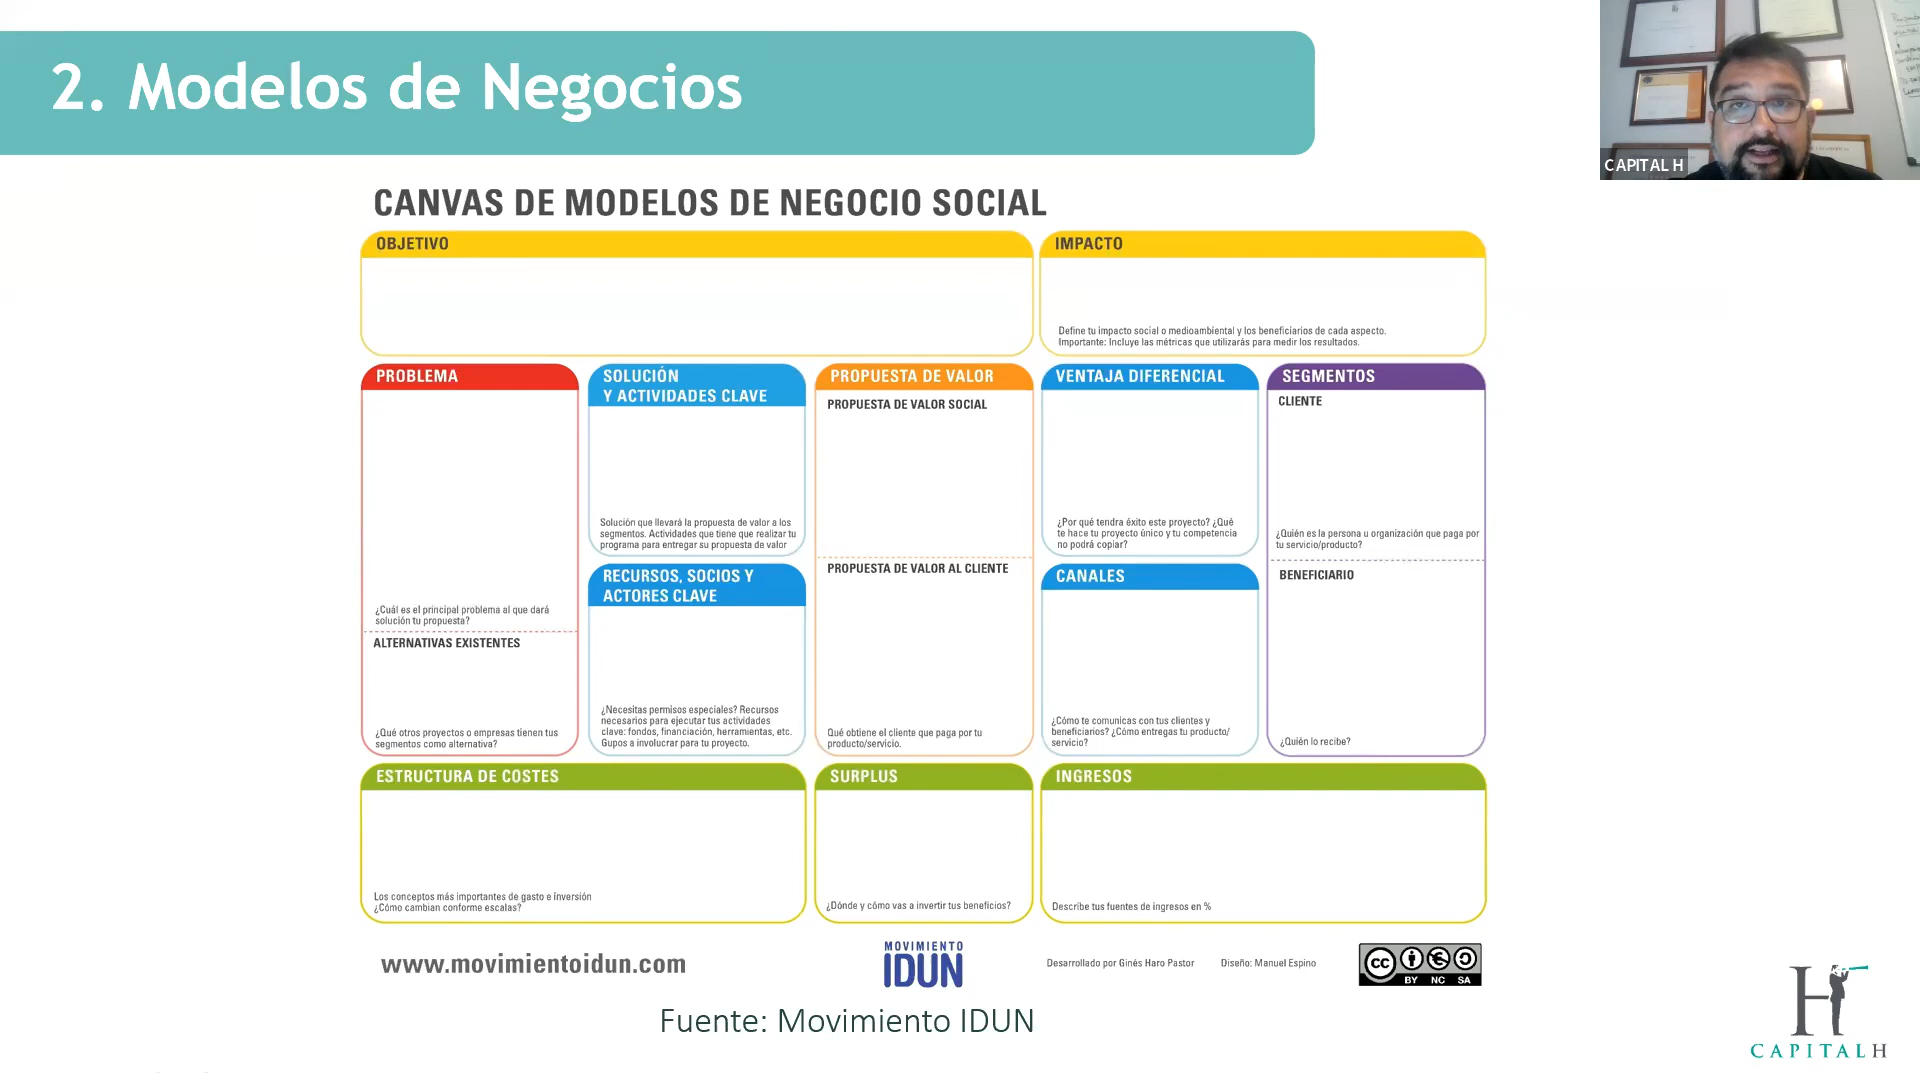 2. Modelos de Negocios
CAPITAL H
CANVAS DE MODELOS DE NEGOCIO SOCIAL
OBJETIVO
IMPACTO
Define tu impacto social o medioambiental y los beneficiarios de cada aspecto.
Importante: Incluye las métricas que utilizarás para medir los resultados.
PROBLEMA
¿Cuál es el principal problema al que dará
solución tu propuesta?
ALTERNATIVAS EXISTENTES
¿Qué otros proyectos o empresas tienen tus
segmentos como alternativa?
SOLUCIÓN
Y ACTIVIDADES CLAVE
Solución que llevará la propuesta de valor a los
segmentos. Actividades que tiene que realizar tu
programa para entregar su propuesta de valor
RECURSOS, SOCIOS Y
ACTORES CLAVE
¿Necesitas permisos especiales? Recursos
necesarios para ejecutar tus actividades
clave: fondos, financiación, herramientas, etc.
Gupos a involucrar para tu proyecto.
PROPUESTA DE VALOR
PROPUESTA DE VALOR SOCIAL
PROPUESTA DE VALOR AL CLIENTE
Qué obtiene el cliente que paga por tu
producto/servicio.
VENTAJA DIFERENCIAL
¿Por qué tendra éxito este proyecto? ¿Qué
te hace tu proyecto único y tu competencia
no podrá copiar?
CANALES
¿Cómo te comunicas con tus clientes y
beneficiarios? ¿Cómo entregas tu producto/
servicio?
SEGMENTOS
CLIENTE
¿Quién es la persona u organización que paga por
tu servicio/producto?
BENEFICIARIO
¿Quién lo recibe?
ESTRUCTURA DE COSTES
Los conceptos más importantes de gasto e inversión
¿Cómo cambian conforme escalas?
SURPLUS
¿Dónde y cómo vas a invertir tus beneficios?
INGRESOS
Describe tus fuentes de ingresos en %
www.movimientoidun.com
MOVIMIENTO
IDUN
Desarrollado por Ginés Haro Pastor
Diseño: Manuel Espino
cc
BY NC SA
Fuente: Movimiento IDUN
H
CAPITAL H